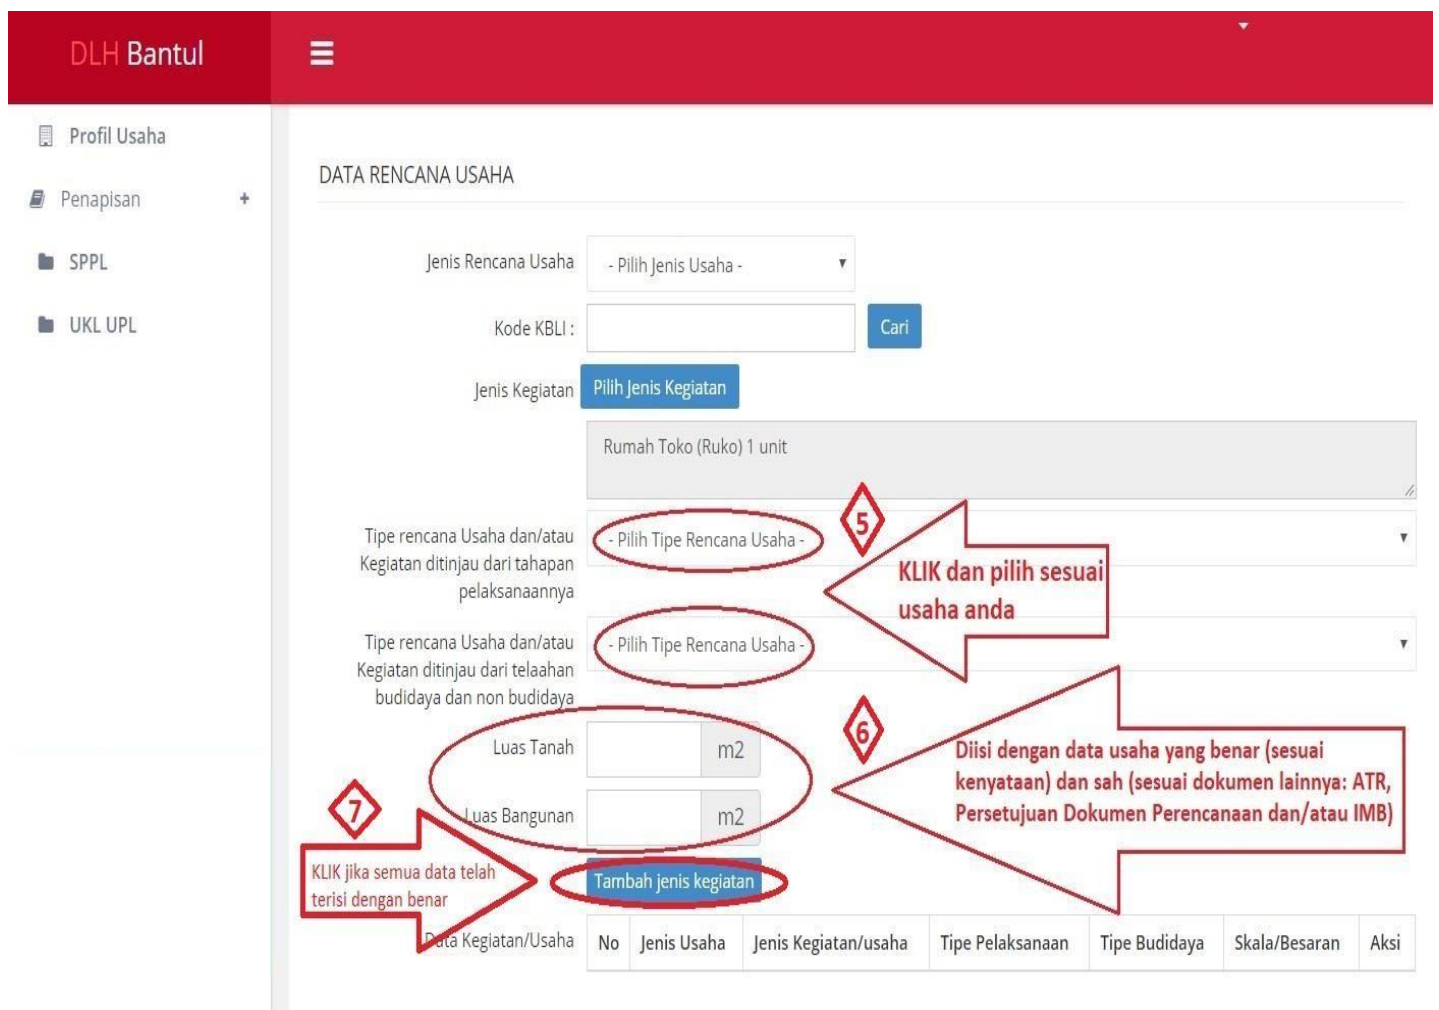 DLH Bantul
Profil Usaha
Penapisan +
SPPL
UKL UPL
DATA RENCANA USAHA
Jenis Rencana Usaha - Pilih Jenis Usaha -
Kode KBLI : Cari
Jenis Kegiatan Pilih Jenis Kegiatan
Rumah Toko (Ruko) 1 unit
Tipe rencana Usaha dan/atau
Kegiatan ditinjau dari tahapan
pelaksanaannya
- Pilih Tipe Rencana Usaha -
5
KLIK dan pilih sesuai
usaha anda
Tipe rencana Usaha dan/atau
Kegiatan ditinjau dari telaahan
budidaya dan non budidaya
- Pilih Tipe Rencana Usaha -
Luas Tanah m2
Luas Bangunan m2
6
Diisi dengan data usaha yang benar (sesuai
kenyataan) dan sah (sesuai dokumen lainnya: ATR,
Persetujuan Dokumen Perencanaan dan/atau IMB)
7
KLIK jika semua data telah
terisi dengan benar
Tambah jenis kegiatan
Data Kegiatan/Usaha No Jenis Usaha Jenis Kegiatan/usaha Tipe Pelaksanaan Tipe Budidaya Skala/Besaran Aksi